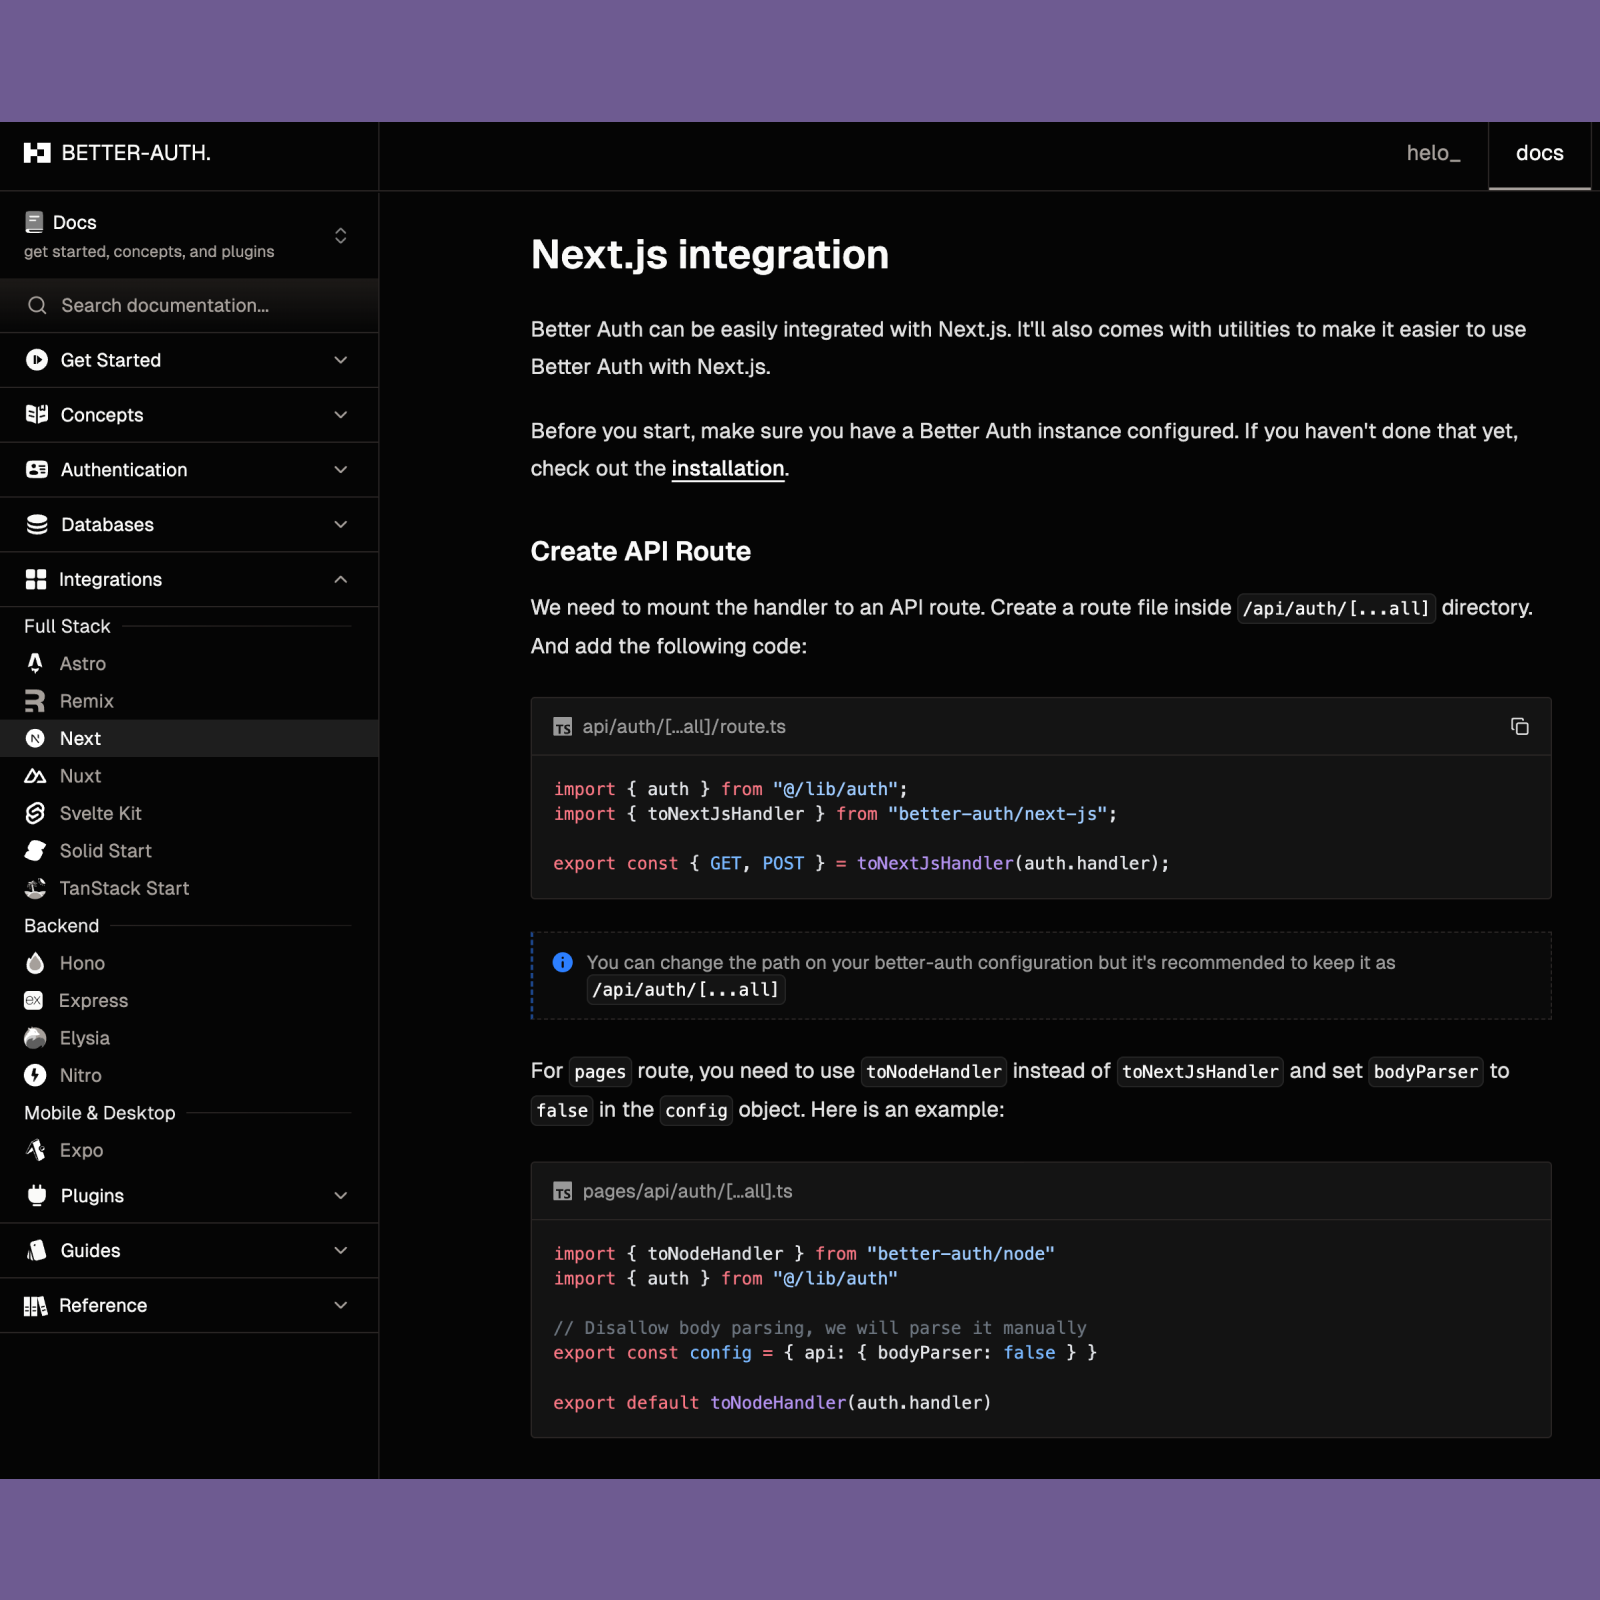 BETTER-AUTH.
helo_
docs
Docs
get started, concepts, and plugins
Search documentation...
Get Started
Concepts
Authentication
Databases
Integrations
Full Stack
Astro
Remix
N
Next
Nuxt
Svelte Kit
Solid Start
TanStack Start
Backend
Hono
ex
Express
Elysia
Nitro
Mobile & Desktop
Expo
Plugins
Guides
Reference
Next.js integration
Better Auth can be easily integrated with Next.js. It'll also comes with utilities to make it easier to use
Better Auth with Next.js.
Before you start, make sure you have a Better Auth instance configured. If you haven't done that yet,
check out the installation.
Create API Route
We need to mount the handler to an API route. Create a route file inside /api/auth/[...all] directory.
And add the following code:
TS api/auth/[...all]/route.ts
import { auth } from "@/lib/auth";
import { toNextJsHandler } from "better-auth/next-js";
export const { GET, POST } = toNextJsHandler(auth.handler);
You can change the path on your better-auth configuration but it's recommended to keep it as
/api/auth/[...all]
For pages route, you need to use toNodeHandler instead of toNextJsHandler and set bodyParser to
false in the config object. Here is an example:
TS pages/api/auth/[...all].ts
import { toNodeHandler } from "better-auth/node"
import { auth } from "@/lib/auth"
// Disallow body parsing, we will parse it manually
export const config = { api: { bodyParser: false } }
export default toNodeHandler(auth.handler)